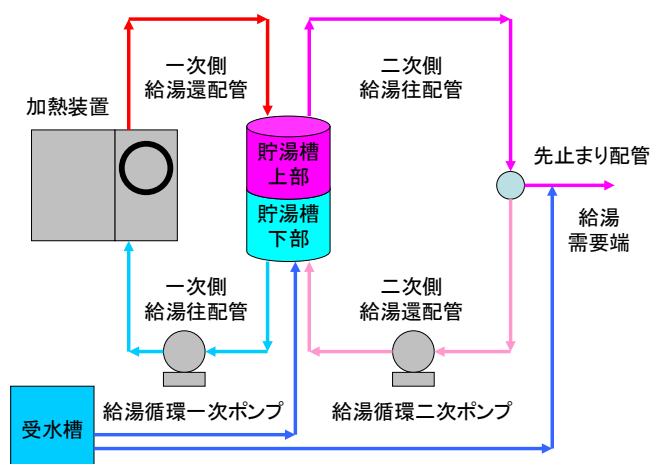 一次側
給湯還配管
二次側
給湯往配管
加熱装置
貯湯槽
上部
先止まり配管
貯湯槽
下部
給湯
需要端
一次側
給湯往配管
二次側
給湯還配管
給湯循環一次ポンプ
給湯循環二次ポンプ
受水槽